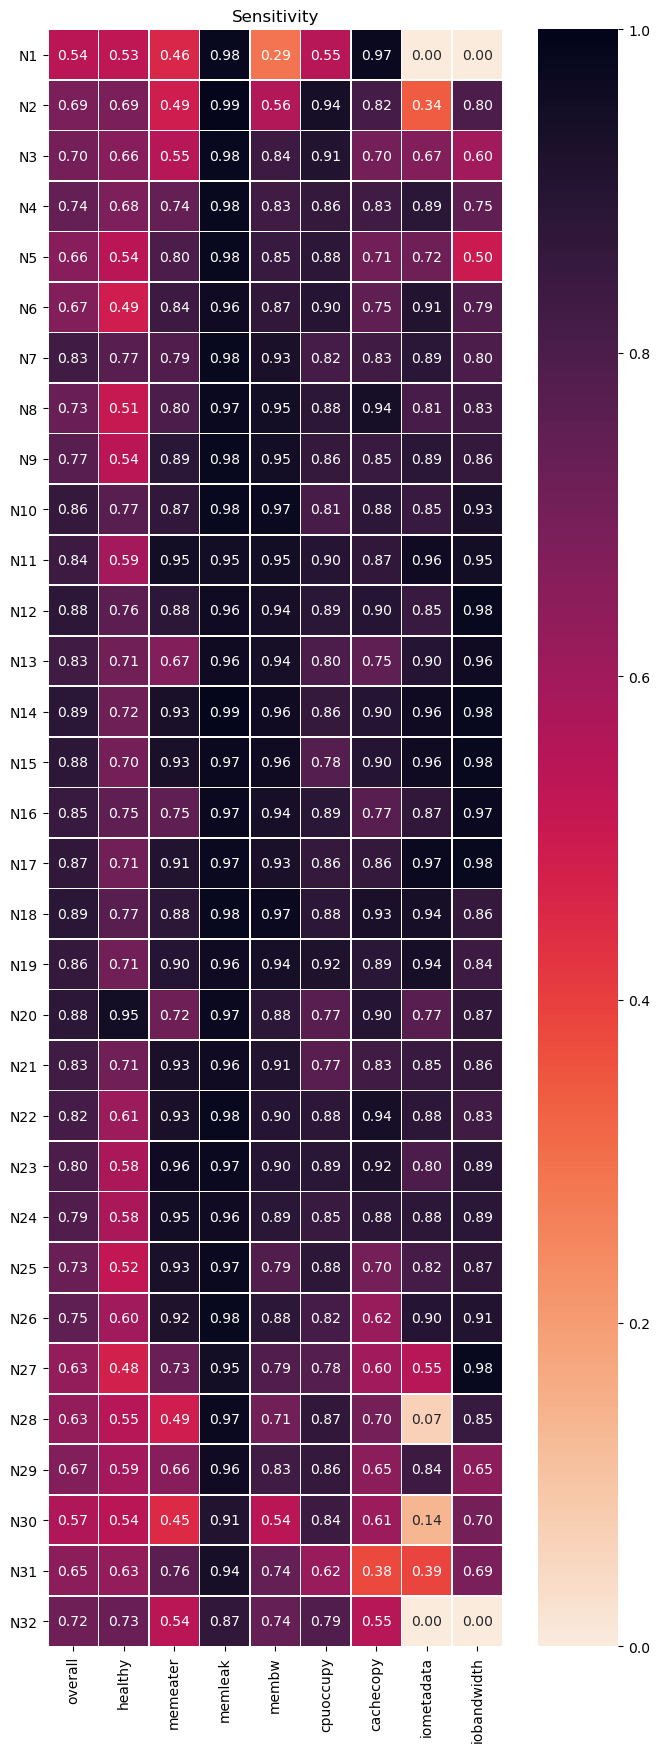 Sensitivity
N1 0.54 0.53 0.46 0.98 0.29 0.55 0.97 0.00 0.00
N2 0.69 0.69 0.49 0.99 0.56 0.94 0.82 0.34 0.80
N3 0.70 0.66 0.55 0.98 0.84 0.91 0.70 0.67 0.60
N4 0.74 0.68 0.74 0.98 0.83 0.86 0.83 0.89 0.75
N5 0.66 0.54 0.80 0.98 0.85 0.88 0.71 0.72 0.50
N6 0.67 0.49 0.84 0.96 0.87 0.90 0.75 0.91 0.79
N7 0.83 0.77 0.79 0.98 0.93 0.82 0.83 0.89 0.80
N8 0.73 0.51 0.80 0.97 0.95 0.88 0.94 0.81 0.83
N9 0.77 0.54 0.89 0.98 0.95 0.86 0.85 0.89 0.86
N10 0.86 0.77 0.87 0.98 0.97 0.81 0.88 0.85 0.93
N11 0.84 0.59 0.95 0.95 0.95 0.90 0.87 0.96 0.95
N12 0.88 0.76 0.88 0.96 0.94 0.89 0.90 0.85 0.98
N13 0.83 0.71 0.67 0.96 0.94 0.80 0.75 0.90 0.96
N14 0.89 0.72 0.93 0.99 0.96 0.86 0.90 0.96 0.98
N15 0.88 0.70 0.93 0.97 0.96 0.78 0.90 0.96 0.98
N16 0.85 0.75 0.75 0.97 0.94 0.89 0.77 0.87 0.97
N17 0.87 0.71 0.91 0.97 0.93 0.86 0.86 0.97 0.98
N18 0.89 0.77 0.88 0.98 0.97 0.88 0.93 0.94 0.86
N19 0.86 0.71 0.90 0.96 0.94 0.92 0.89 0.94 0.84
N20 0.88 0.95 0.72 0.97 0.88 0.77 0.90 0.77 0.87
N21 0.83 0.71 0.93 0.96 0.91 0.77 0.83 0.85 0.86
N22 0.82 0.61 0.93 0.98 0.90 0.88 0.94 0.88 0.83
N23 0.80 0.58 0.96 0.97 0.90 0.89 0.92 0.80 0.89
N24 0.79 0.58 0.95 0.96 0.89 0.85 0.88 0.88 0.89
N25 0.73 0.52 0.93 0.97 0.79 0.88 0.70 0.82 0.87
N26 0.75 0.60 0.92 0.98 0.88 0.82 0.62 0.90 0.91
N27 0.63 0.48 0.73 0.95 0.79 0.78 0.60 0.55 0.98
N28 0.63 0.55 0.49 0.97 0.71 0.87 0.70 0.07 0.85
N29 0.67 0.59 0.66 0.96 0.83 0.86 0.65 0.84 0.65
N30 0.57 0.54 0.45 0.91 0.54 0.84 0.61 0.14 0.70
N31 0.65 0.63 0.76 0.94 0.74 0.62 0.38 0.39 0.69
N32 0.72 0.73 0.54 0.87 0.74 0.79 0.55 0.00 0.00
overall healthy memeater memleak membw cpuoccupy cachecopy iometadata iobandwidth
1.0
0.8
0.6
0.4
0.2
0.0